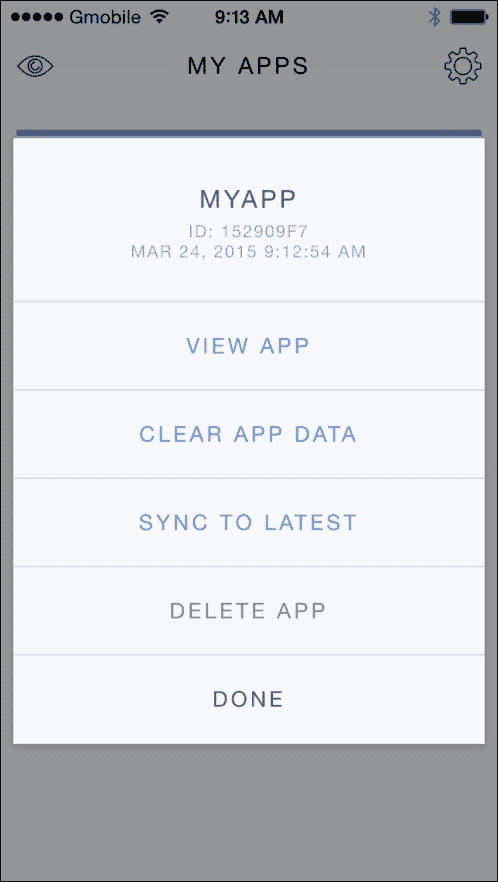 Gmobile 9:13 AM
MY APPS
MYAPP
ID: 152909F7
MAR 24, 2015 9:12:54 AM
VIEW APP
CLEAR APP DATA
SYNC TO LATEST
DELETE APP
DONE